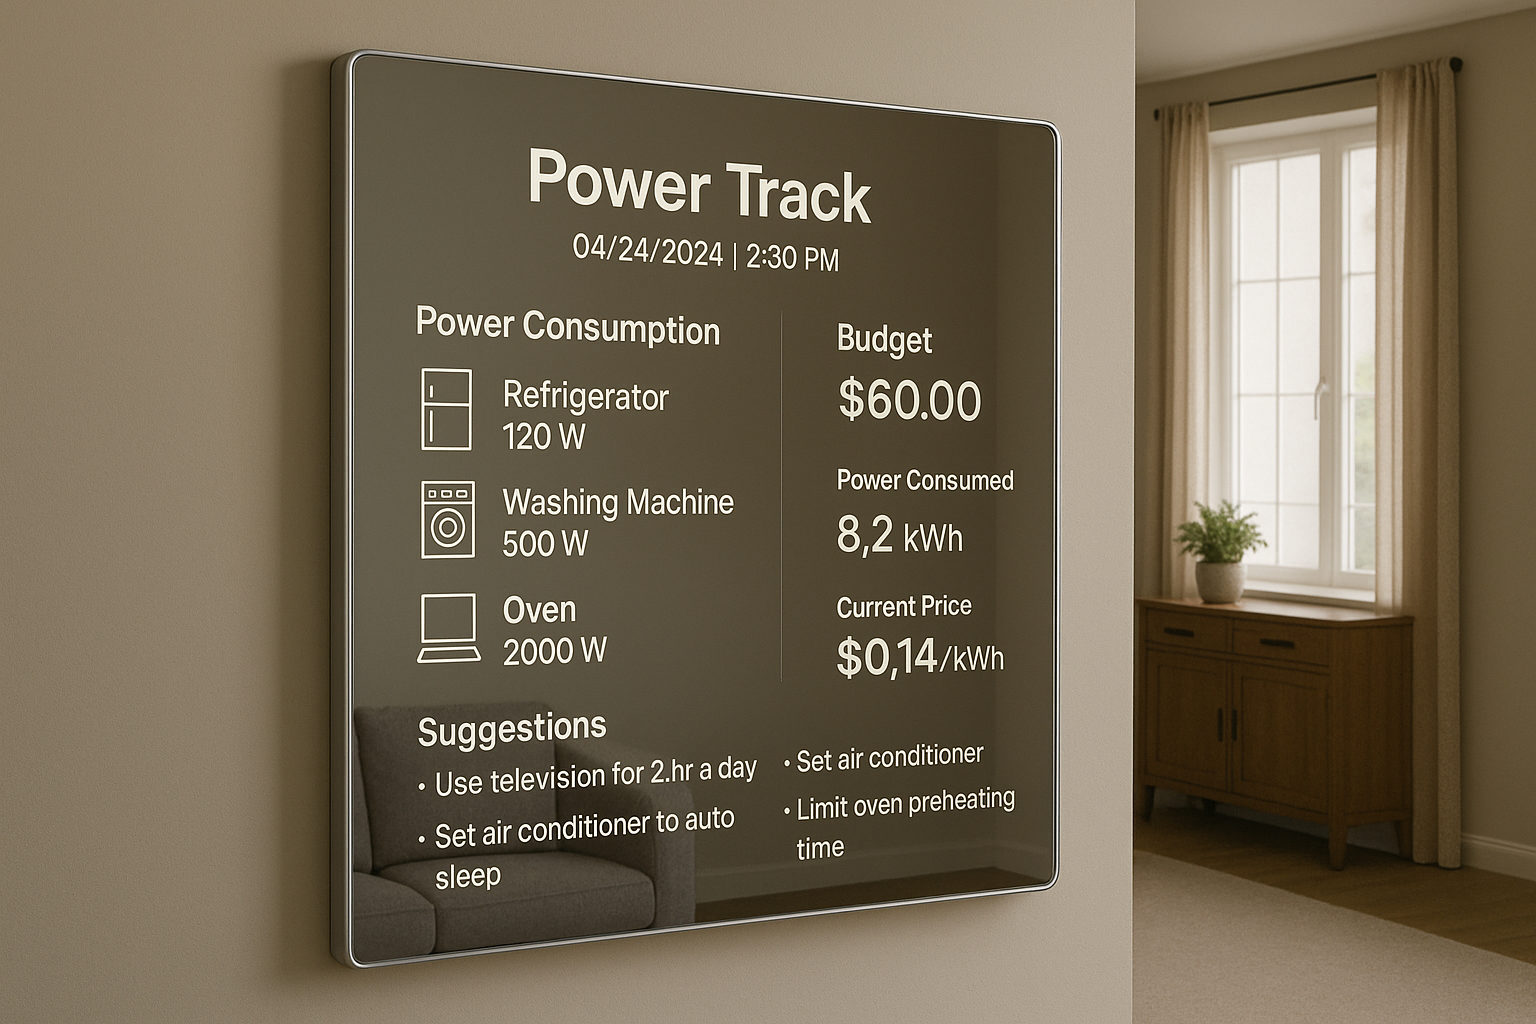 Power Track
04/24/2024 | 2:30 PM
Power Consumption
Refrigerator
120 W
Washing Machine
500 W
Oven
2000 W
Budget
$60.00
Power Consumed
8,2 kWh
Current Price
$0,14/kWh
Suggestions
• Use television for 2.hr a day
• Set air conditioner to auto
sleep
• Set air conditioner
• Limit oven preheating
time